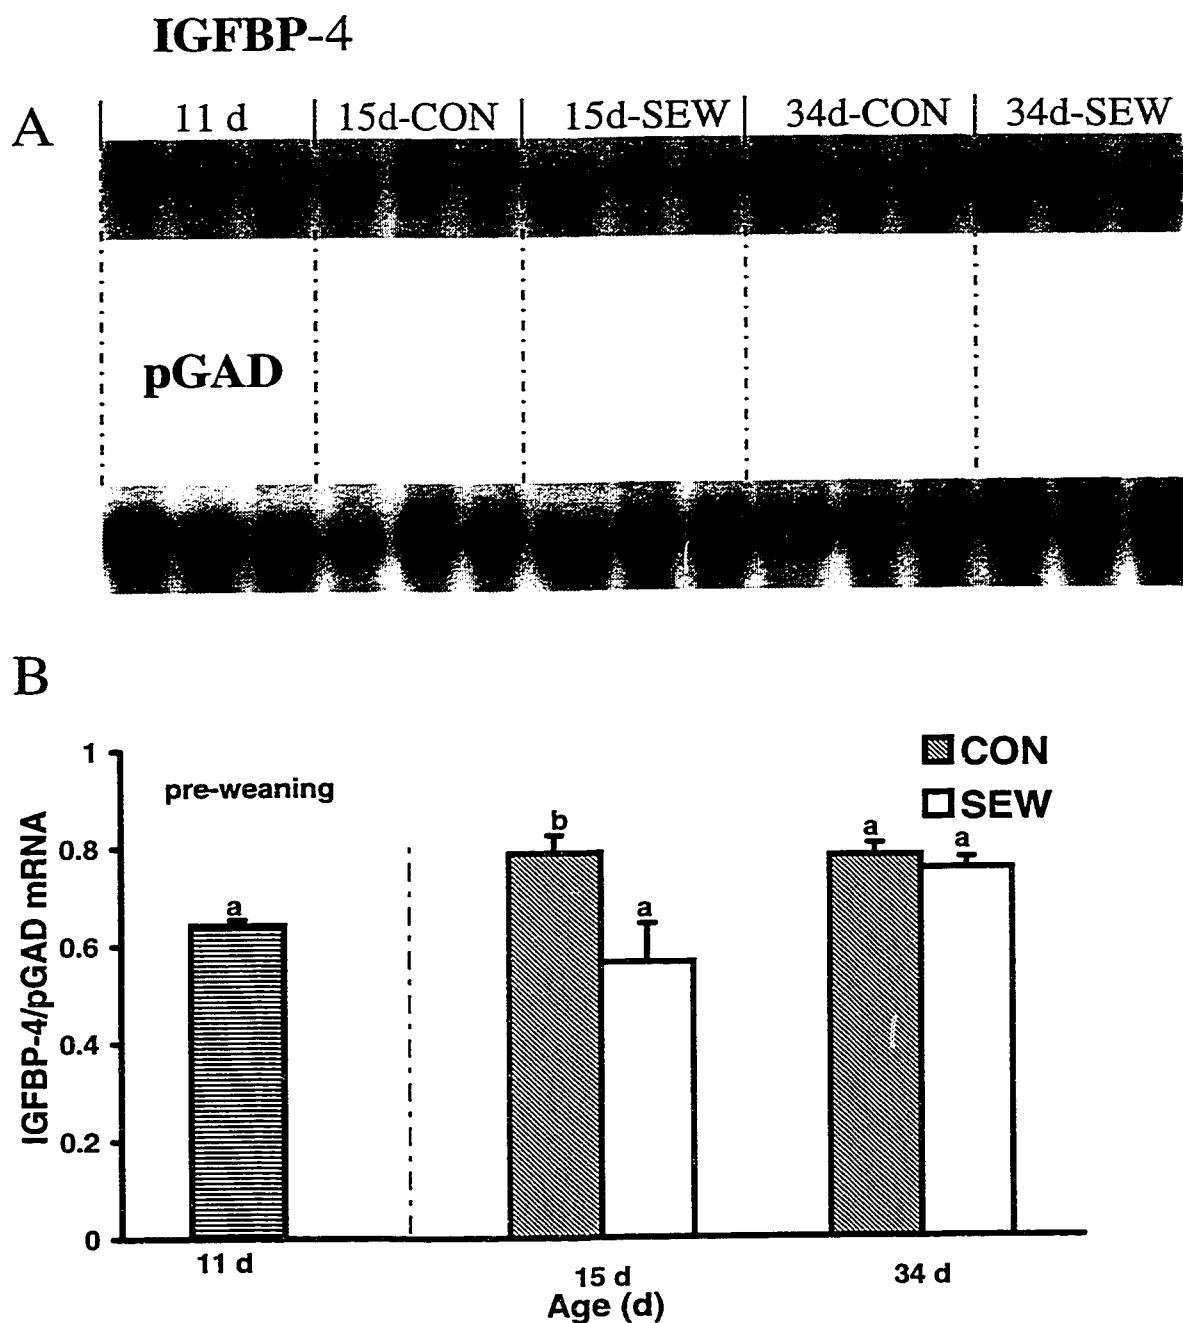 IGFBP-4
A
11 d 15d-CON 15d-SEW 34d-CON 34d-SEW
pGAD
B
CON
SEW
pre-weaning
IGFBP-4/pGAD mRNA
1
0.8
0.6
0.4
0.2
0
a
b
a
a
a
11 d
15 d
34 d
Age (d)